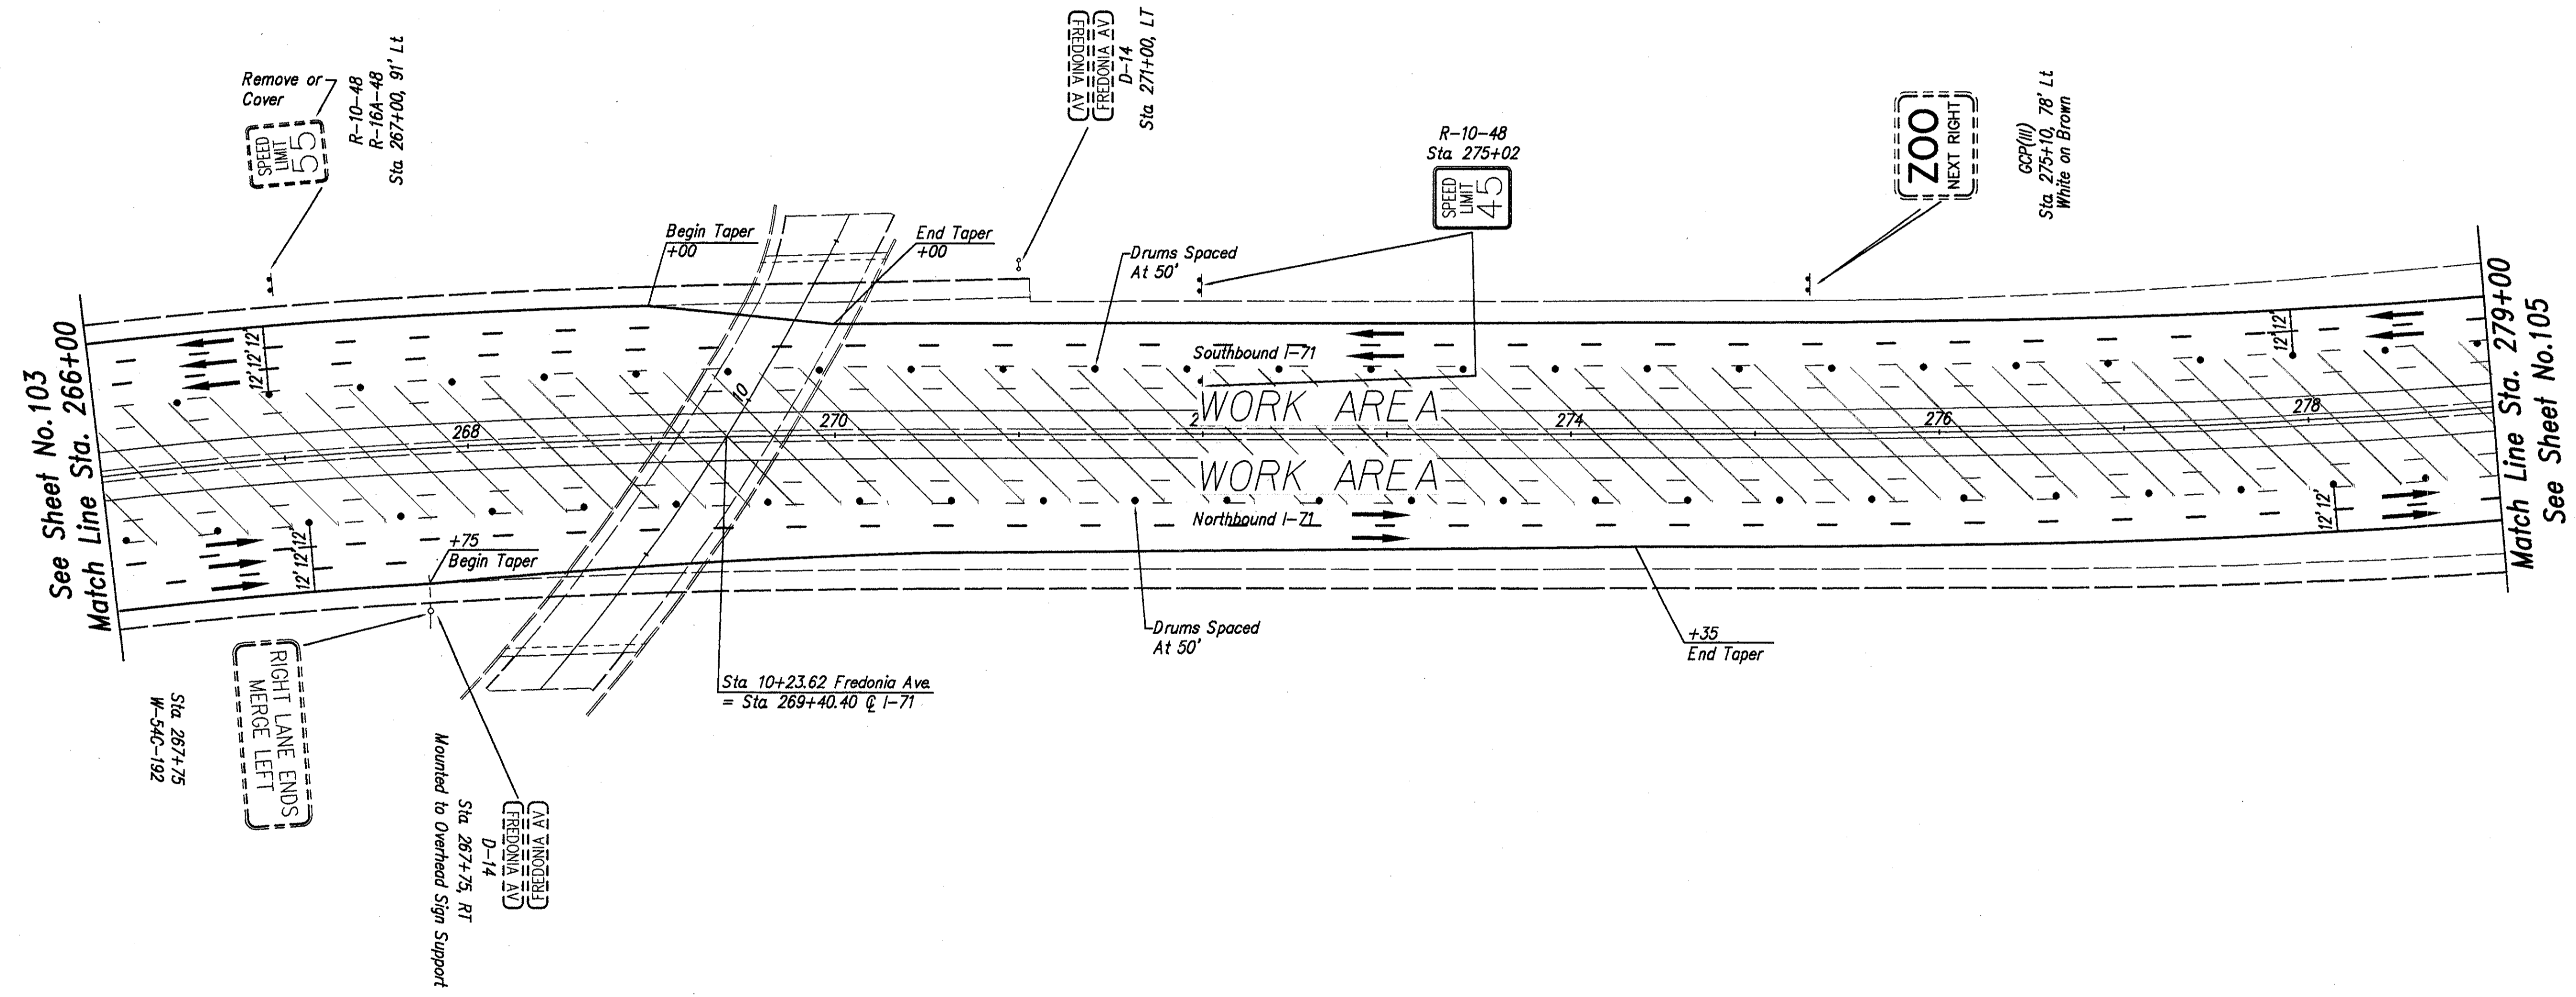 See Sheet No.103
Match Line Sta. 266+00
Remove or
Cover
SPEED
LIMIT
55
R-10-48
R-16A-48
Sta 267+00, 91' Lt
FREDONIA AV
FREDONIA AV
D-14
Sta 271+00, LT
R-10-48
Sta 275+02
SPEED
LIMIT
45
ZOO
NEXT RIGHT
GCP(III)
Sta 275+10, 78' Lt
White on Brown
Begin Taper
+00
End Taper
+00
Drums Spaced
At 50'
12' 12' 12'
Southbound I-71
12' 12'
WORK AREA
268
10
270
2
274
276
278
WORK AREA
Northbound I-71
12' 12' 12'
12' 12'
+75
Begin Taper
Drums Spaced
At 50'
+35
End Taper
Sta 10+23.62 Fredonia Ave.
= Sta 269+40.40 ℄ I-71
RIGHT LANE ENDS
MERGE LEFT
Sta 267+75
W-54C-192
FREDONIA AV
FREDONIA AV
D-14
Sta 267+75, RT
Mounted to Overhead Sign Support
Match Line Sta. 279+00
See Sheet No.105